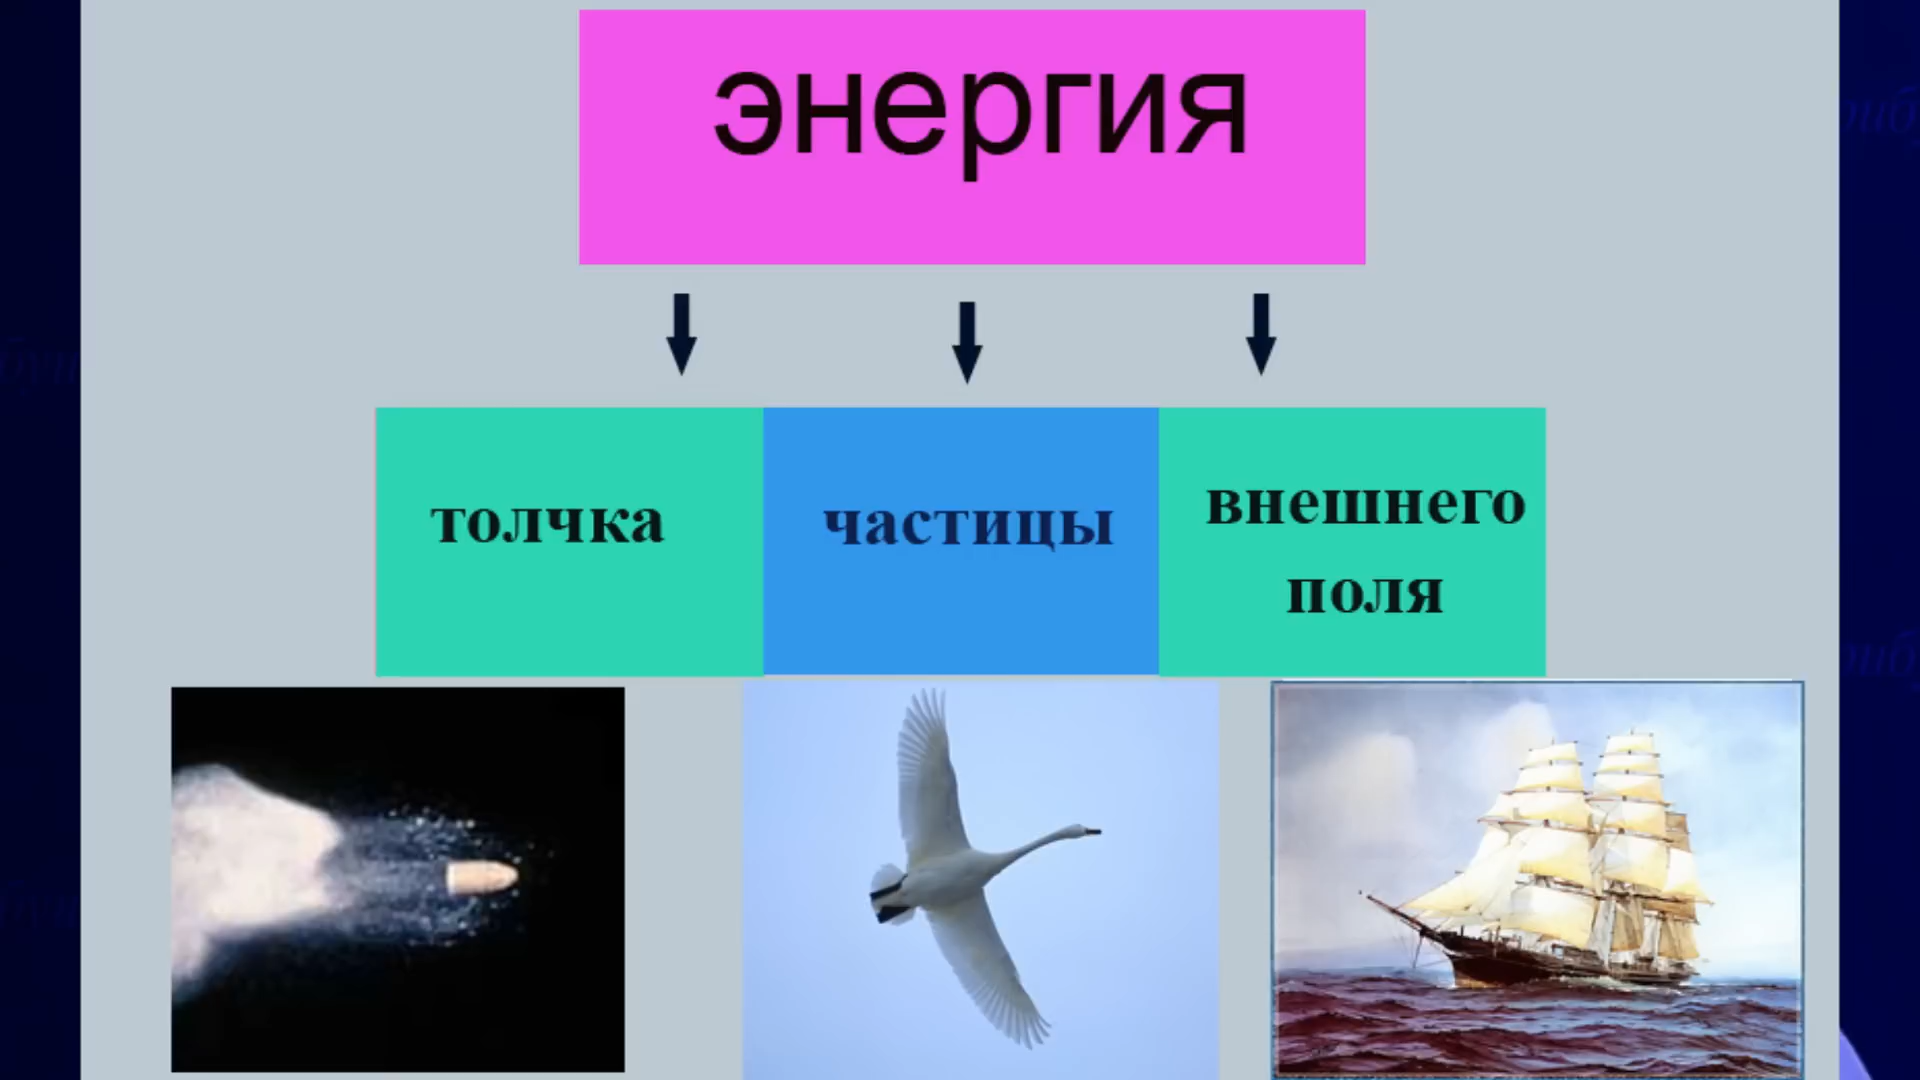 энергия
толчка
частицы
внешнего
поля